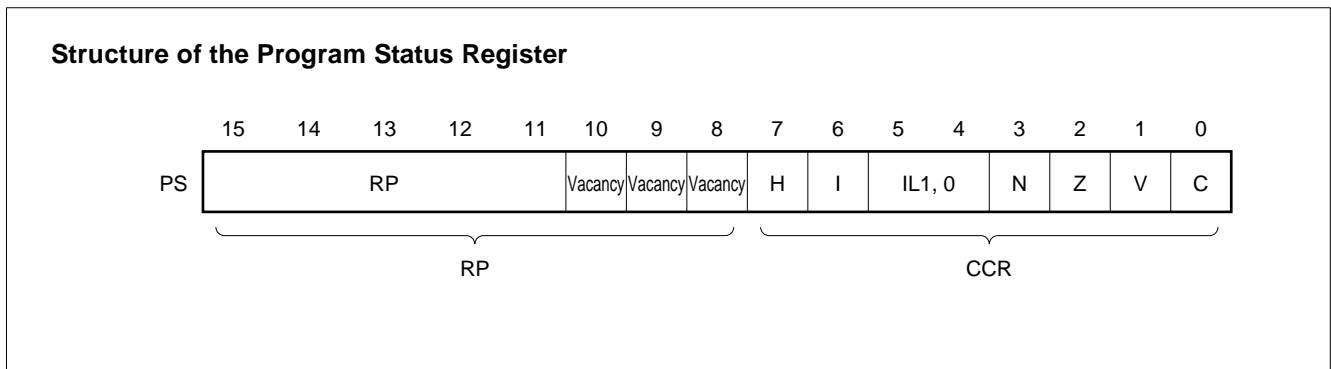 Structure of the Program Status Register
15 14 13 12 11 10 9 8 7 6 5 4 3 2 1 0
PS RP Vacancy Vacancy Vacancy H I IL1, 0 N Z V C
RP CCR